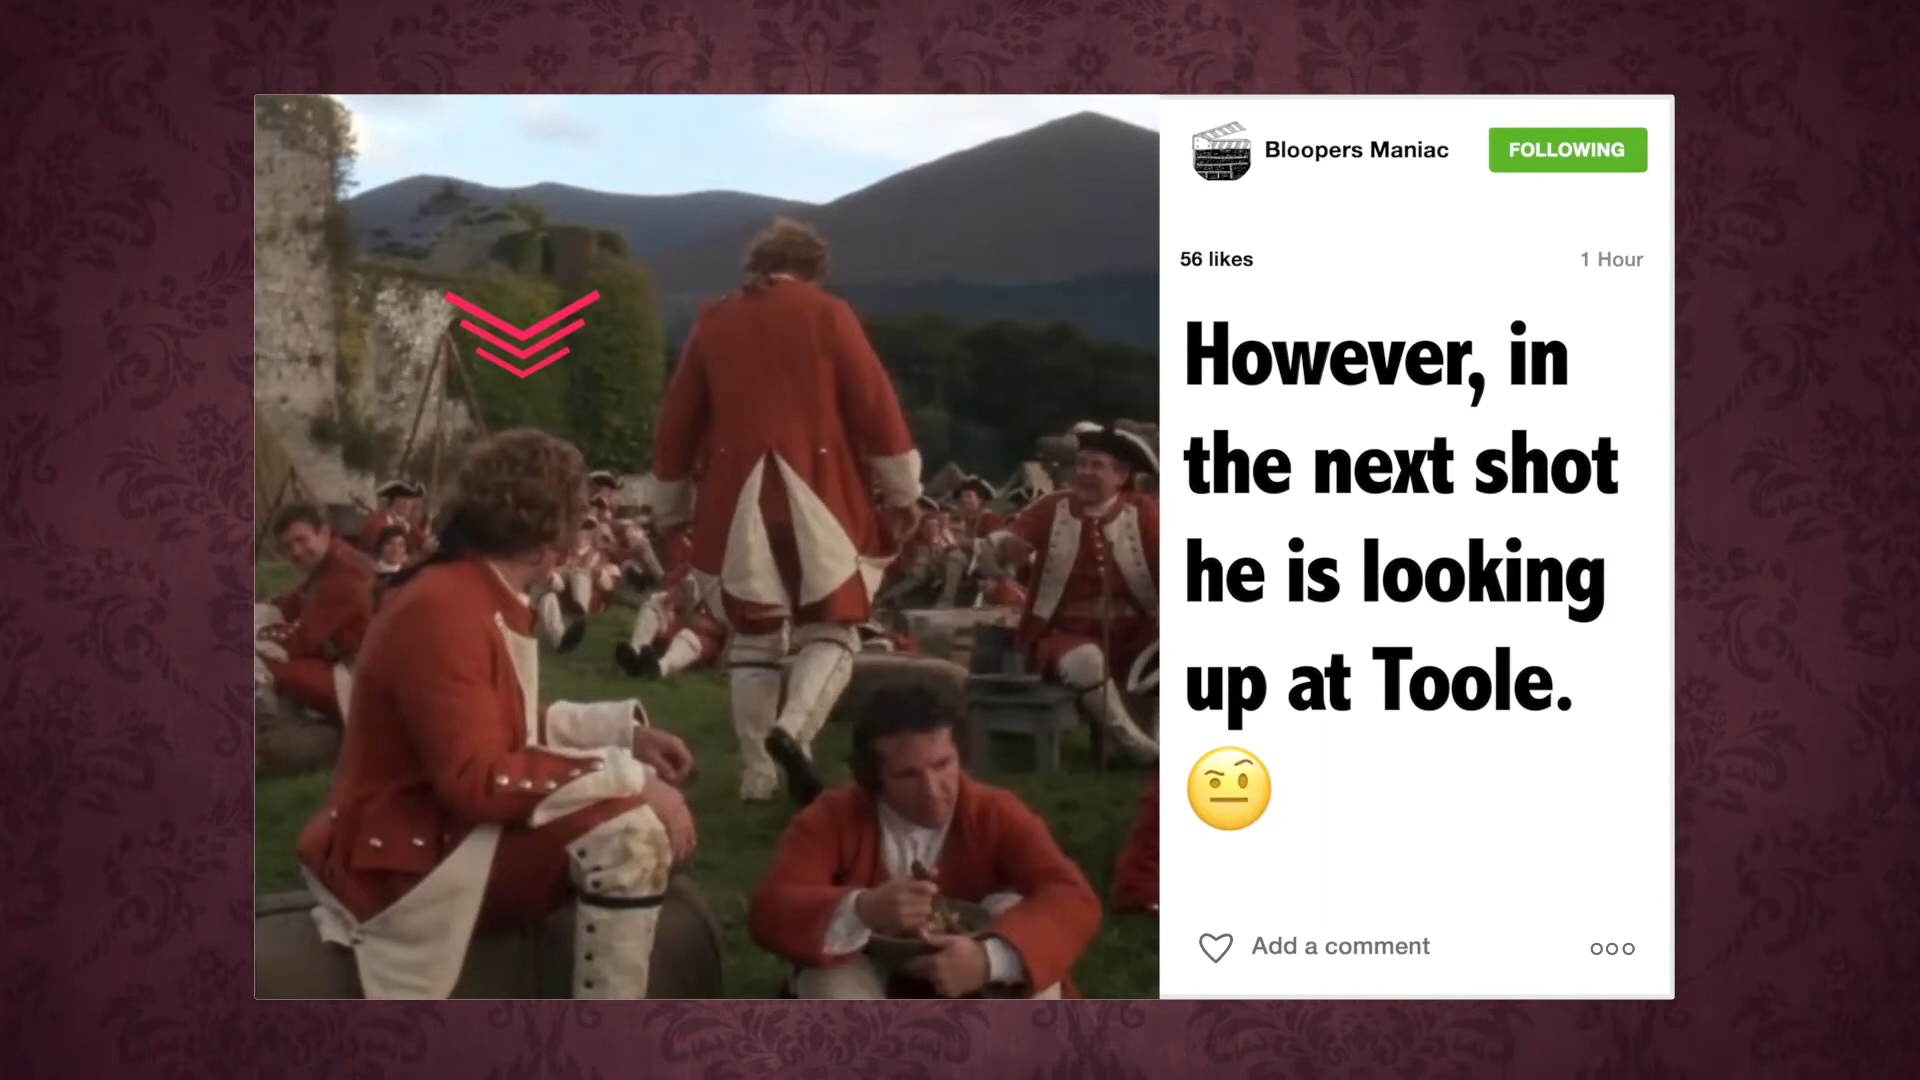 Bloopers Maniac
FOLLOWING
56 likes
1 Hour
However, in
the next shot
he is looking
up at Toole.
Add a comment